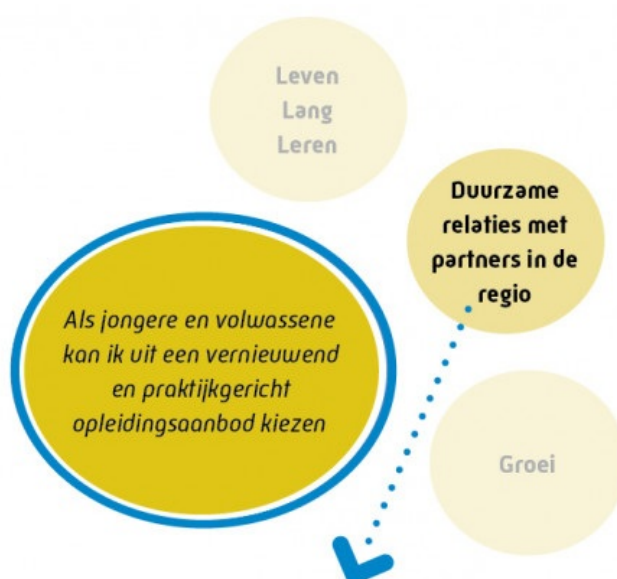 Leven
Lang
Leren
Duurzame
relaties met
partners in de
regio
Als jongere en volwassene
kan ik uit een vernieuwend
en praktijkgericht
opleidingsaanbod kiezen
Groei